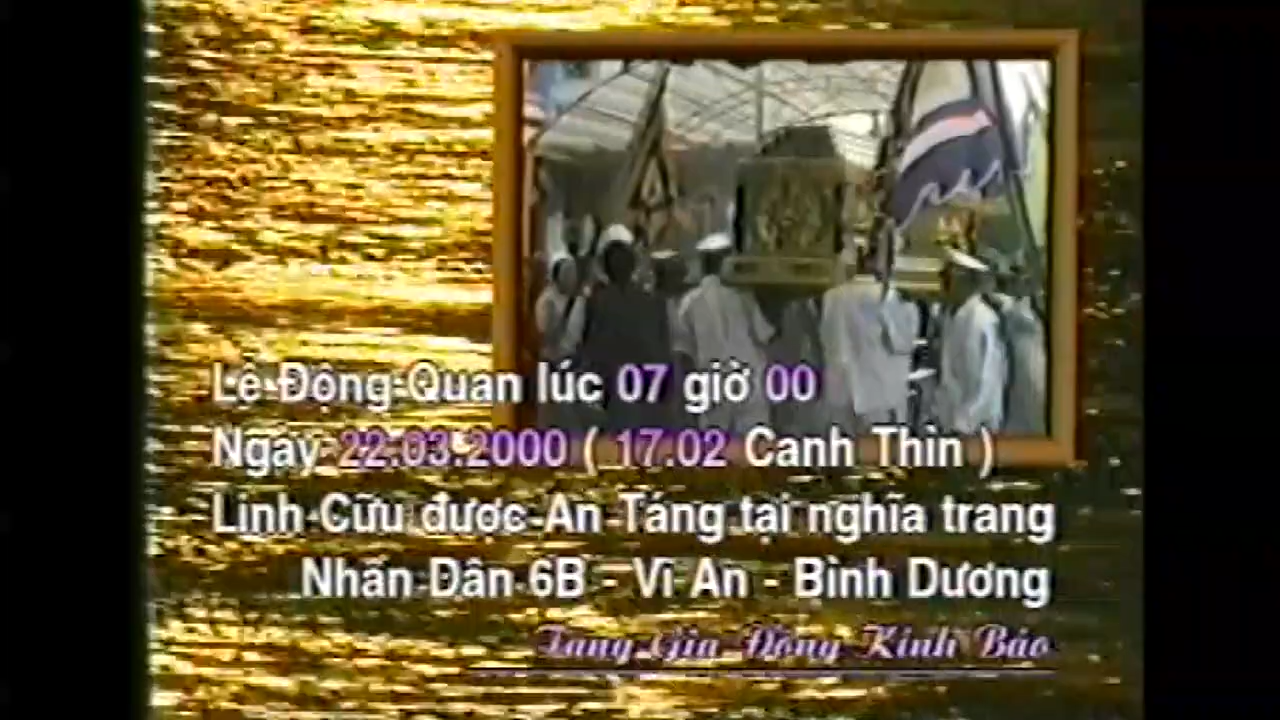 Lễ Động Quan lúc 07 giờ 00
Ngày 22.03.2000 ( 17.02 Canh Thìn )
Linh Cữu được An Táng tại nghĩa trang
Nhân Dân 6B - Vĩ An - Bình Dương
Tang Gia Đồng Kính Báo